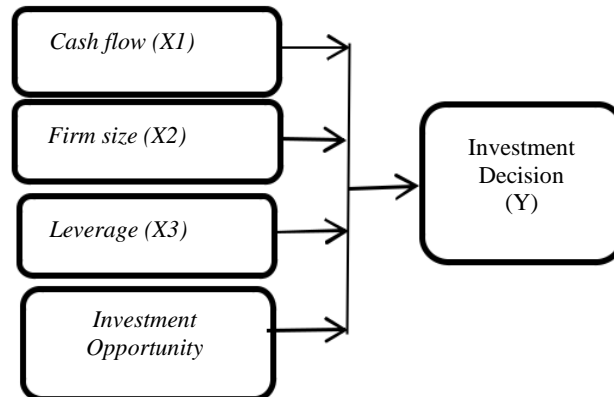 Cash flow (X1)
Firm size (X2)
Leverage (X3)
Investment
Opportunity
Investment
Decision
(Y)